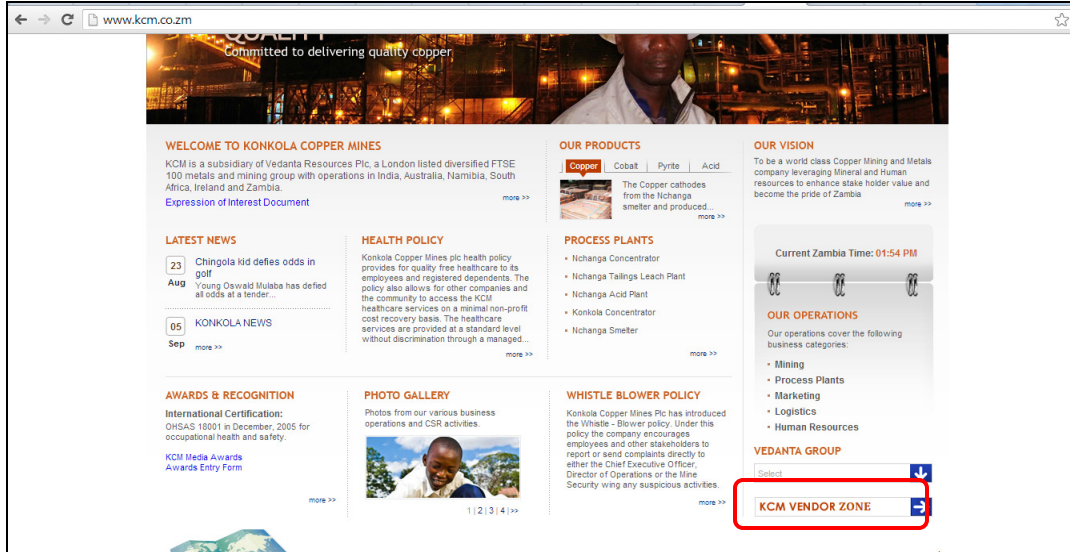 www.kcm.co.zm
QUALITY
Committed to delivering quality copper
WELCOME TO KONKOLA COPPER MINES
KCM is a subsidiary of Vedanta Resources Plc, a London listed diversified FTSE
100 metals and mining group with operations in India, Australia, Namibia, South
Africa, Ireland and Zambia.
Expression of Interest Document
more >>
OUR PRODUCTS
Copper Cobalt Pyrite Acid
The Copper cathodes
from the Nchanga
smelter and produced...
more >>
OUR VISION
To be a world class Copper Mining and Metals
company leveraging Mineral and Human
resources to enhance stake holder value and
become the pride of Zambia
more >>
LATEST NEWS
23
Aug
Chingola kid defies odds in
golf
Young Oswald Mulaba has defied
all odds at a tender...
05
Sep
KONKOLA NEWS
more >>
HEALTH POLICY
Konkola Copper Mines plc health policy
provides for quality free healthcare to its
employees and registered dependents. The
policy also allows for other companies and
the community to access the KCM
healthcare services on a minimal non-profit
cost recovery basis. The healthcare
services are provided at a standard level
without discrimination through a managed...
more >>
PROCESS PLANTS
Nchanga Concentrator
Nchanga Tailings Leach Plant
Nchanga Acid Plant
Konkola Concentrator
Nchanga Smelter
more >>
Current Zambia Time: 01:54 PM
OUR OPERATIONS
Our operations cover the following
business categories:
Mining
Process Plants
Marketing
Logistics
Human Resources
AWARDS & RECOGNITION
International Certification:
OHSAS 18001 in December, 2005 for
occupational health and safety.
KCM Media Awards
Awards Entry Form
more >>
PHOTO GALLERY
Photos from our various business
operations and CSR activities.
1 | 2 | 3 | 4 | >>
WHISTLE BLOWER POLICY
Konkola Copper Mines Plc has introduced
the Whistle - Blower policy. Under this
policy the company encourages
employees and other stakeholders to
report or send complaints directly to
either the Chief Executive Officer,
Director of Operations or the Mine
Security wing any suspicious activities.
more >>
VEDANTA GROUP
Select
KCM VENDOR ZONE